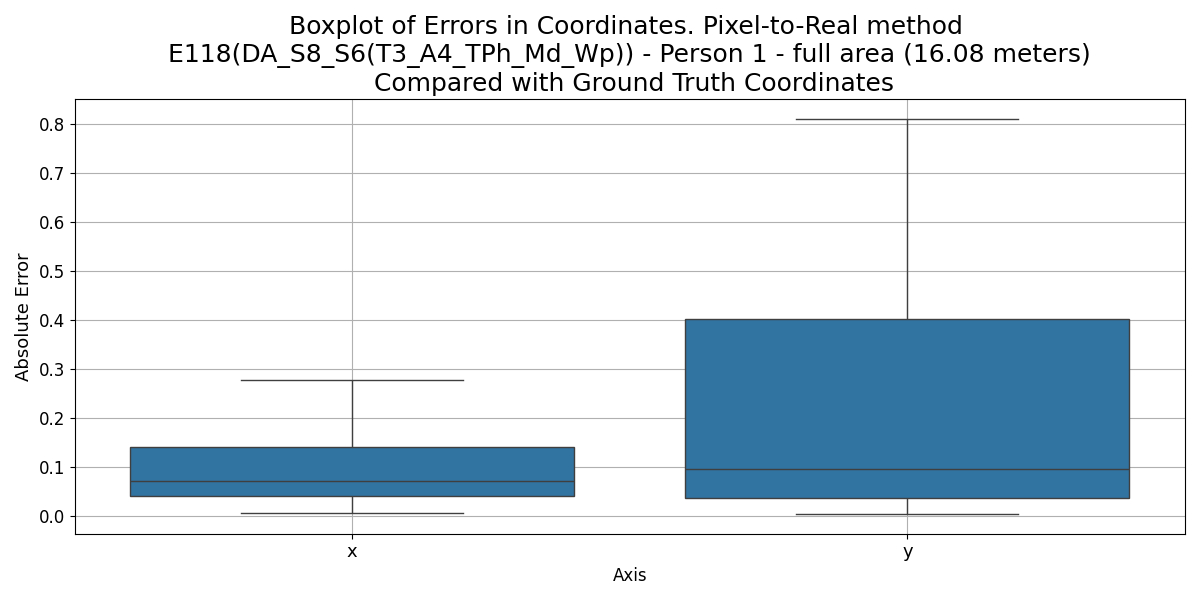 Boxplot of Errors in Coordinates. Pixel-to-Real method
E118(DA_S8_S6(T3_A4_TPh_Md_Wp)) - Person 1 - full area (16.08 meters)
Compared with Ground Truth Coordinates
Absolute Error
0.8
0.7
0.6
0.5
0.4
0.3
0.2
0.1
0.0
x
y
Axis